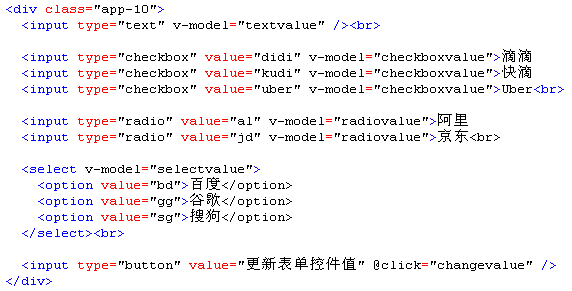 <div class="app-10">
<input type="text" v-model="textvalue" /><br>
<input type="checkbox" value="didi" v-model="checkboxvalue">滴滴
<input type="checkbox" value="kudi" v-model="checkboxvalue">快滴
<input type="checkbox" value="uber" v-model="checkboxvalue">Uber<br>
<input type="radio" value="al" v-model="radiovalue">阿里
<input type="radio" value="jd" v-model="radiovalue">京东<br>
<select v-model="selectvalue">
<option value="bd">百度</option>
<option value="gg">谷歌</option>
<option value="sg">搜狗</option>
</select><br>
<input type="button" value="更新表单控件值" @click="changevalue" />
</div>